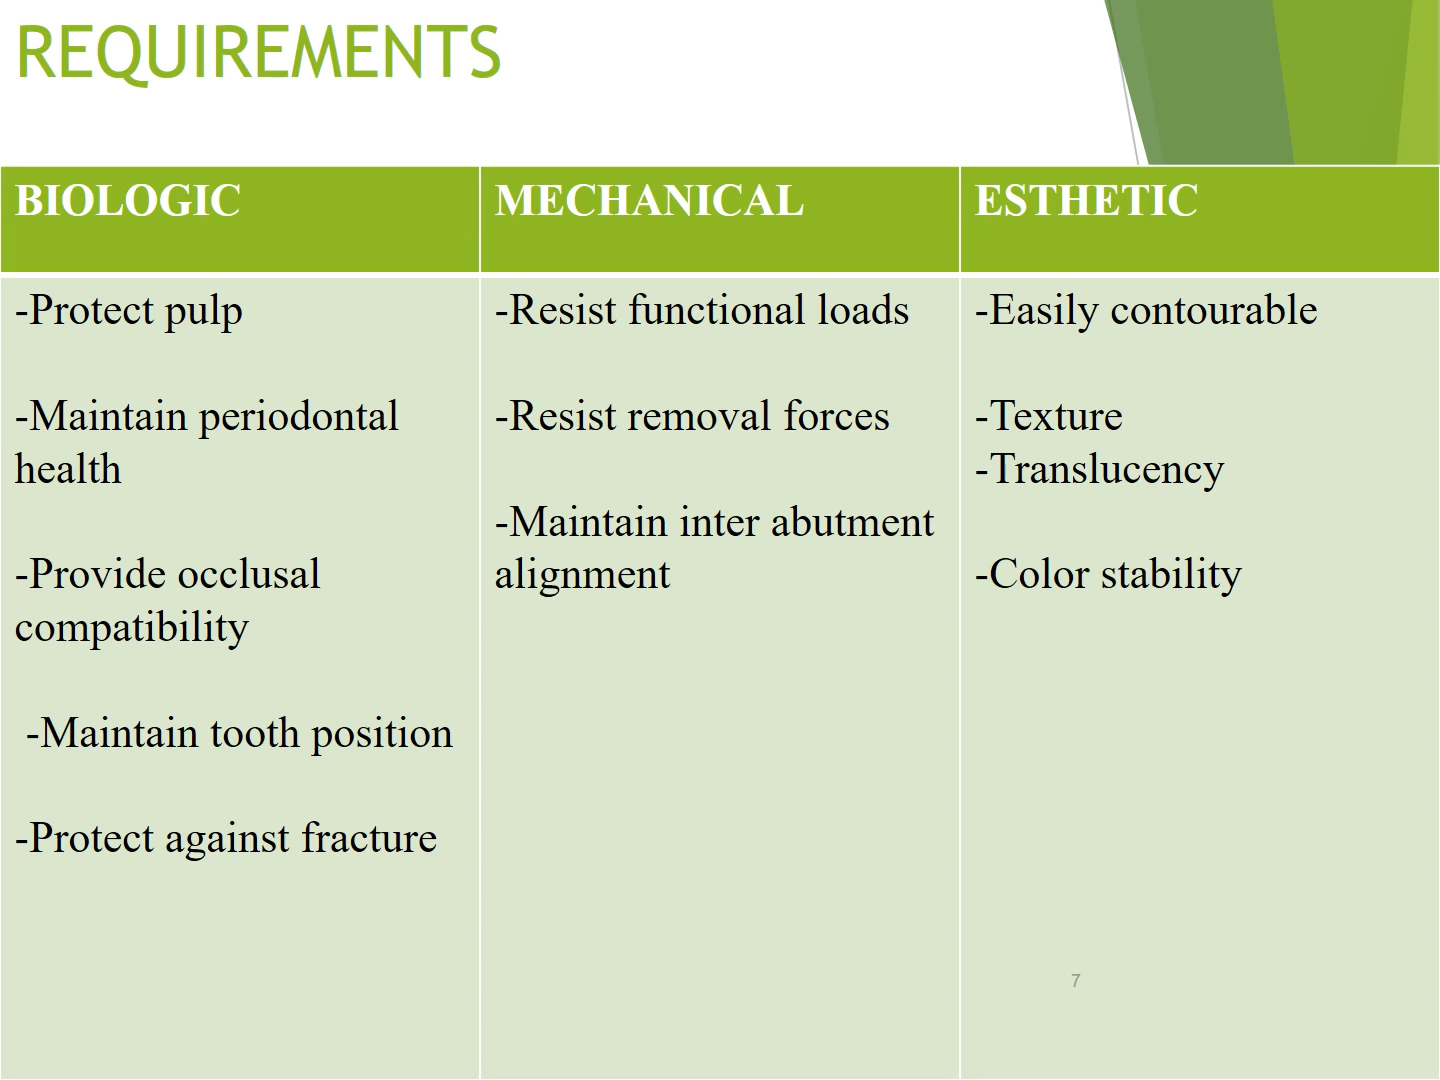 REQUIREMENTS
BIOLOGIC
-Protect pulp
-Maintain periodontal
health
-Provide occlusal
compatibility
-Maintain tooth position
-Protect against fracture
MECHANICAL
-Resist functional loads
-Resist removal forces
-Maintain inter abutment
alignment
ESTHETIC
-Easily contourable
-Texture
-Translucency
-Color stability
7